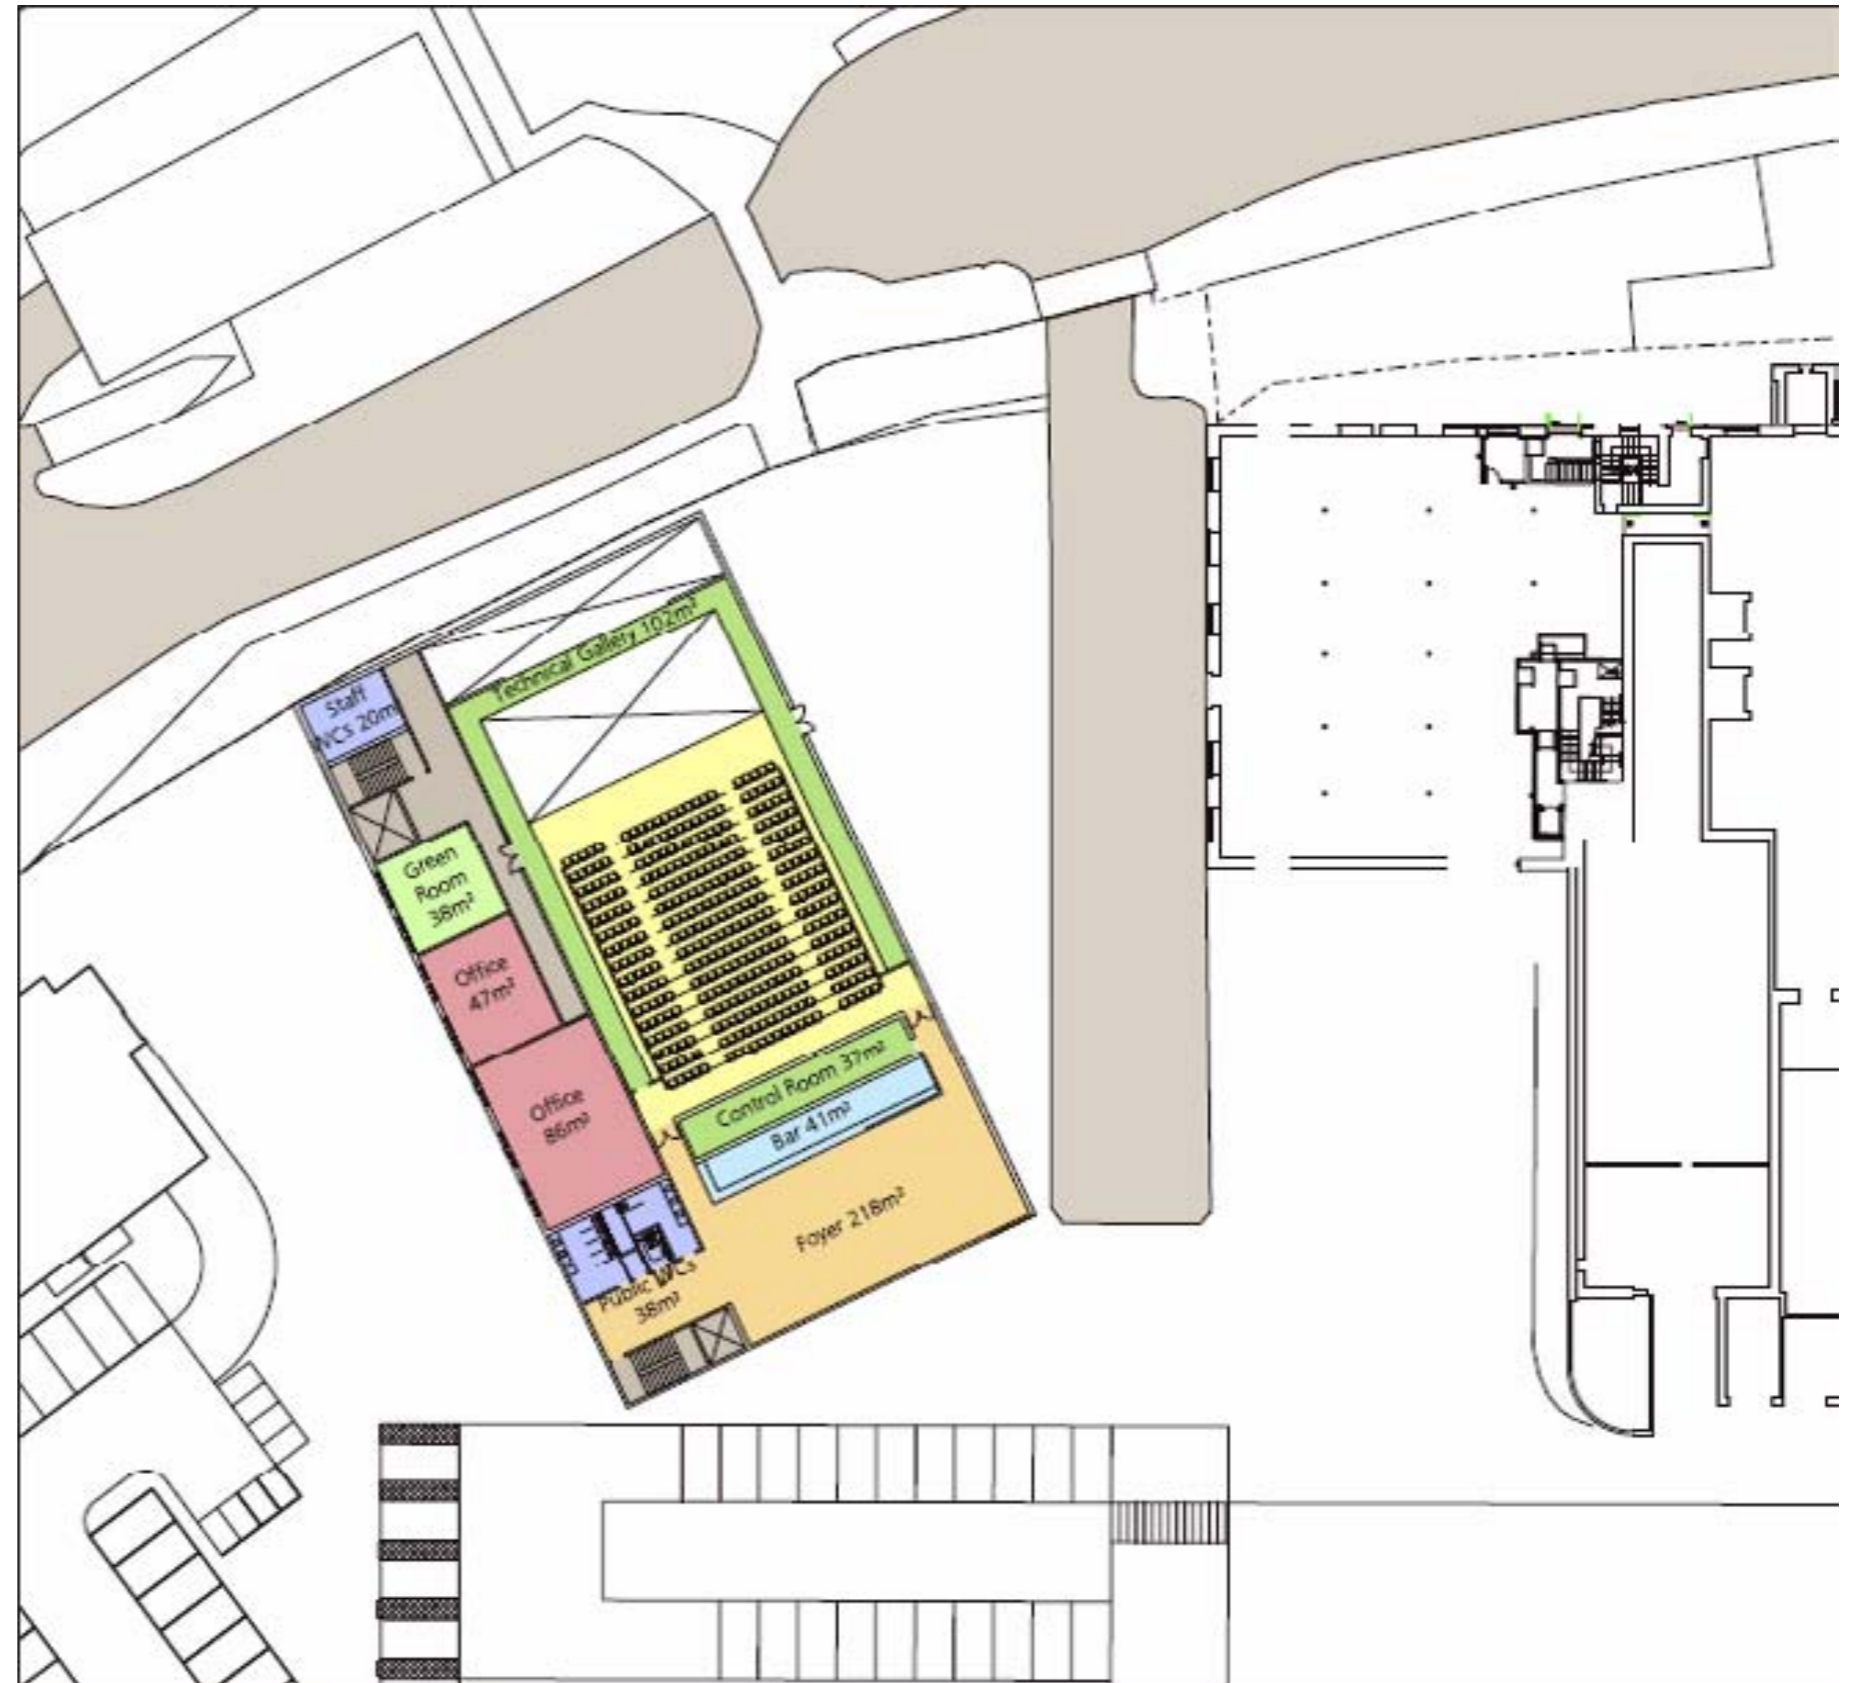 Technical Gallery 102m²
Staff
WCs 20m
Green
Room
38m²
Office
47m²
Office
86m²
Control Room 37m²
Bar 41m²
Foyer 218m²
Public WCs
38m²